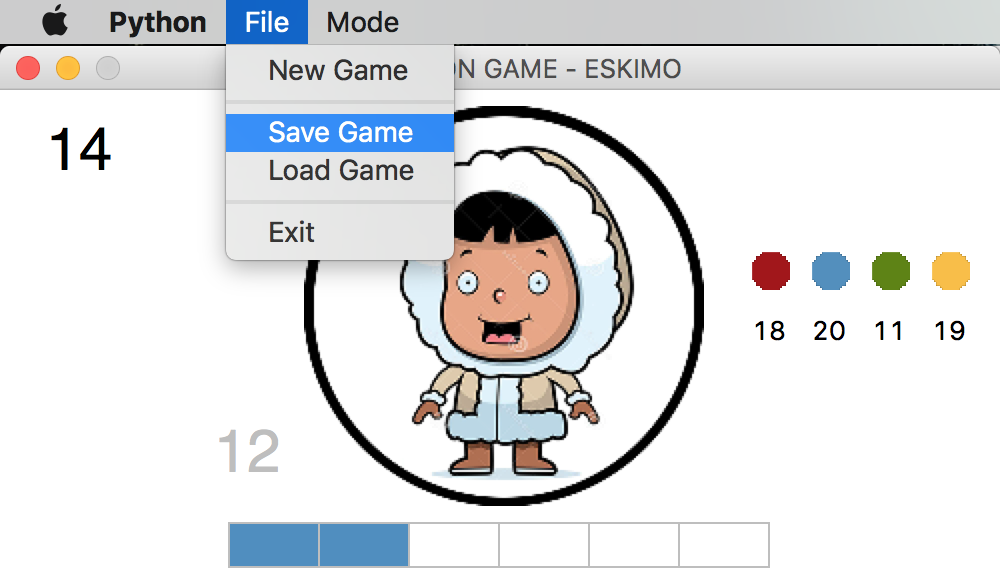 Python File Mode
ON GAME - ESKIMO
New Game
Save Game
Load Game
Exit
14
18 20 11 19
12